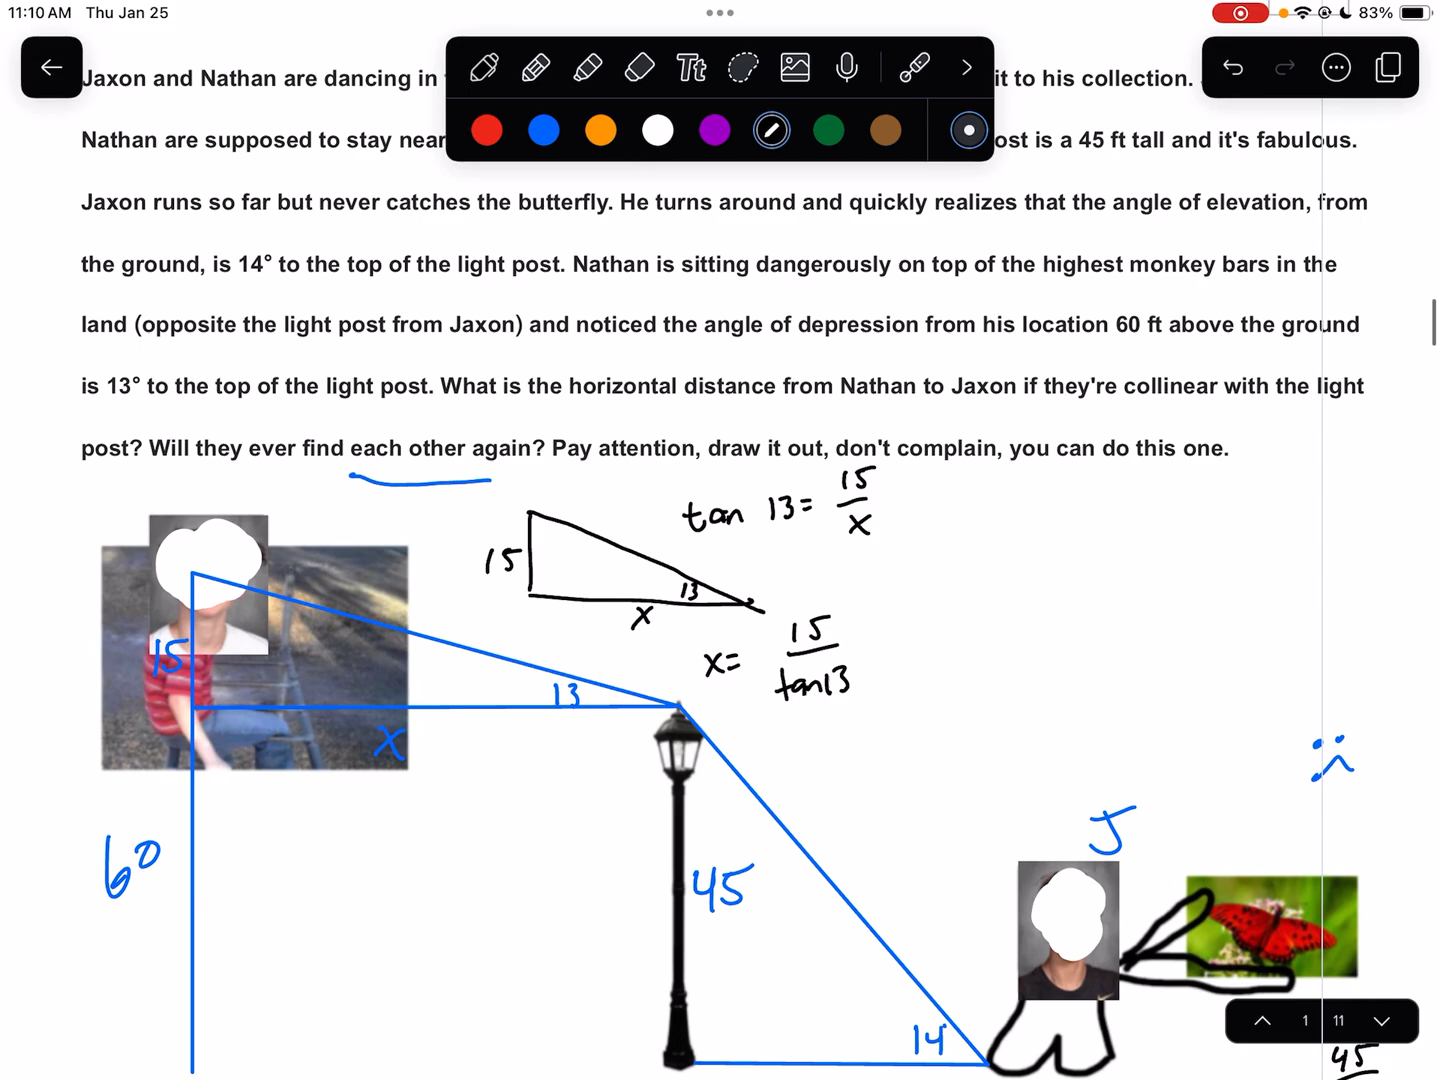 11:10 AM Thu Jan 25
83%
Tt
Jaxon and Nathan are dancing in it to his collection.
Nathan are supposed to stay near ost is a 45 ft tall and it's fabulous.
Jaxon runs so far but never catches the butterfly. He turns around and quickly realizes that the angle of elevation, from
the ground, is 14° to the top of the light post. Nathan is sitting dangerously on top of the highest monkey bars in the
land (opposite the light post from Jaxon) and noticed the angle of depression from his location 60 ft above the ground
is 13° to the top of the light post. What is the horizontal distance from Nathan to Jaxon if they're collinear with the light
post? Will they ever find each other again? Pay attention, draw it out, don't complain, you can do this one.
tan 13 = 15/x
15
13
x
x = 15/tan13
15
13
x
60
45
J
14
1 11
45